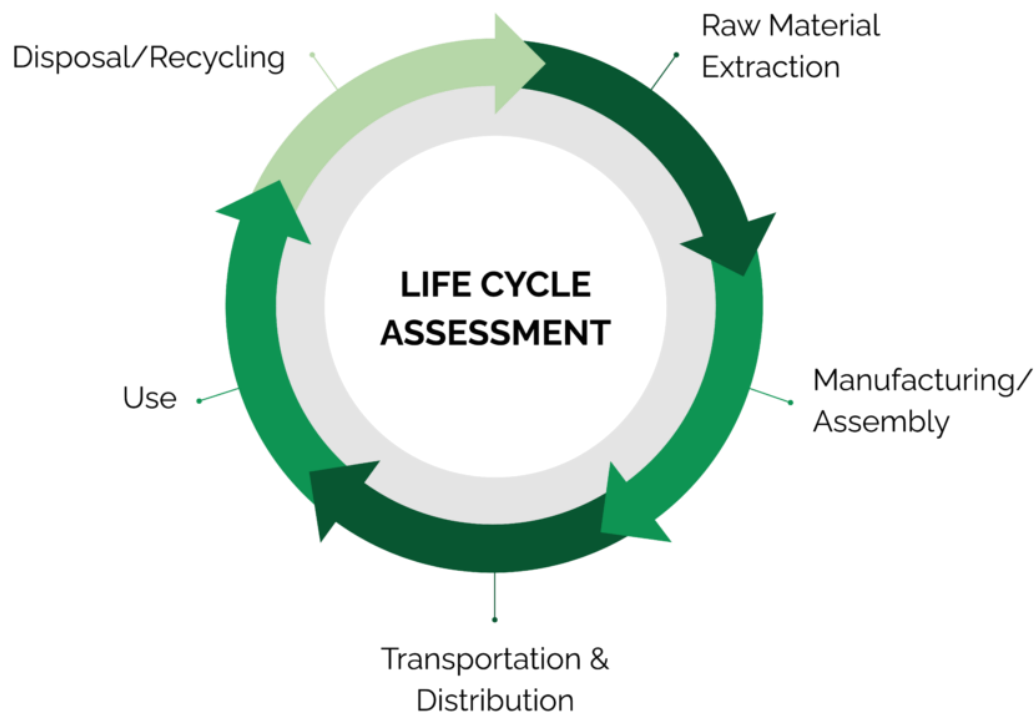 Disposal/Recycling
Raw Material
Extraction
LIFE CYCLE
ASSESSMENT
Use
Manufacturing/
Assembly
Transportation &
Distribution